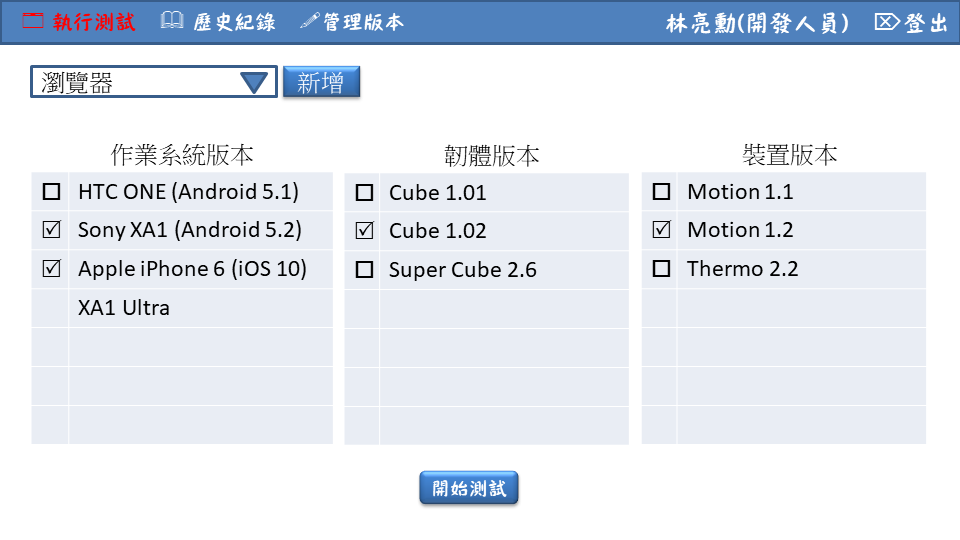 執行測試 歷史紀錄 管理版本 林亮勳(開發人員) 登出
瀏覽器 新增
作業系統版本 韌體版本 裝置版本
HTC ONE (Android 5.1) Cube 1.01 Motion 1.1
Sony XA1 (Android 5.2) Cube 1.02 Motion 1.2
Apple iPhone 6 (iOS 10) Super Cube 2.6 Thermo 2.2
XA1 Ultra
開始測試